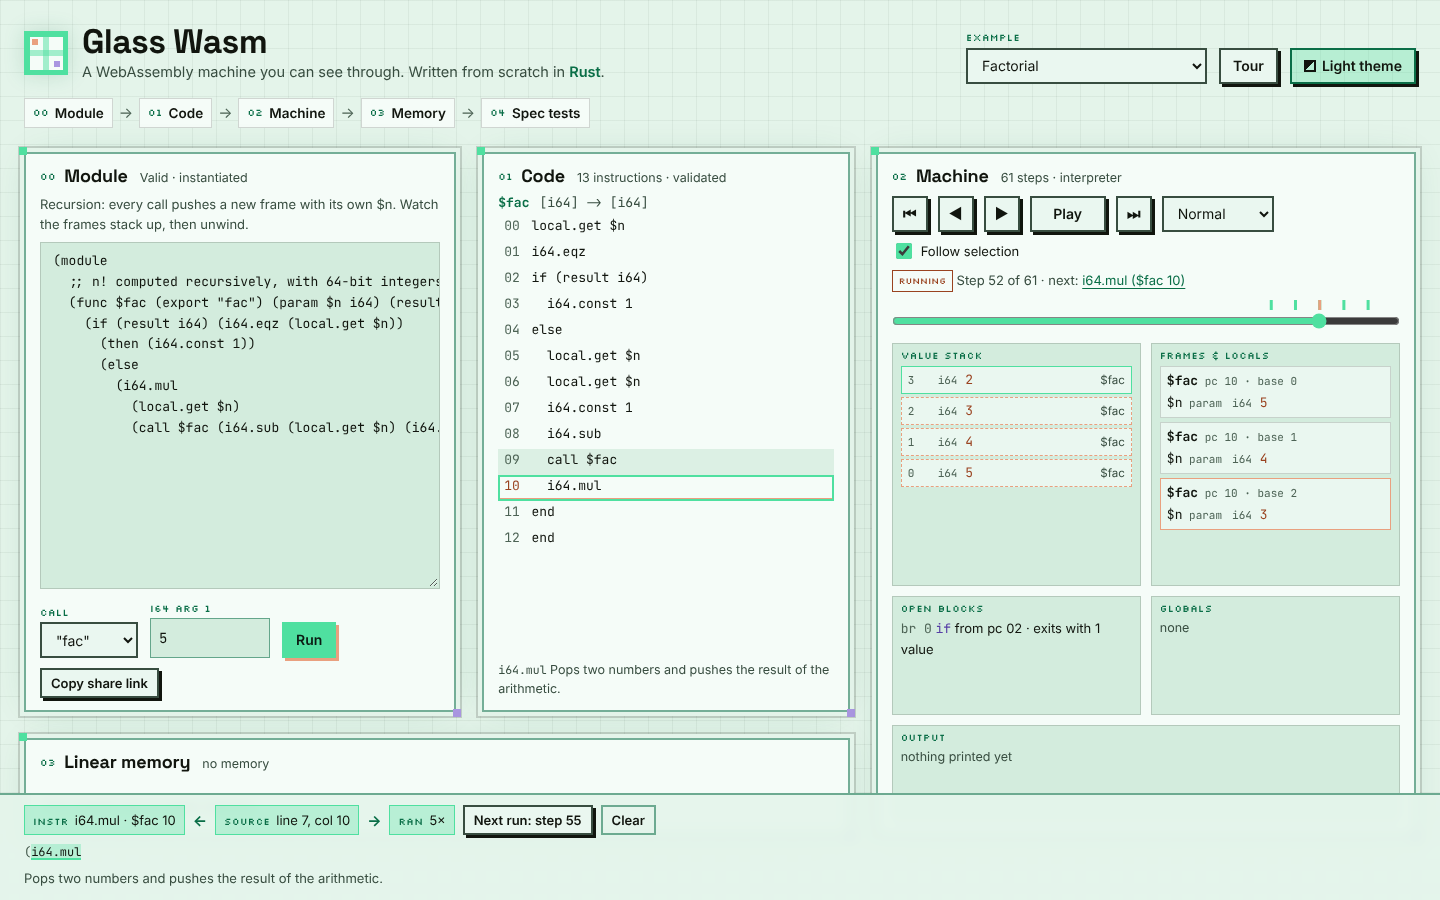 Glass Wasm
A WebAssembly machine you can see through. Written from scratch in Rust.
EXAMPLE
Factorial
Tour
Light theme
00 Module → 01 Code → 02 Machine → 03 Memory → 04 Spec tests
00 Module Valid · instantiated
Recursion: every call pushes a new frame with its own $n. Watch
the frames stack up, then unwind.
(module
;; n! computed recursively, with 64-bit integers
(func $fac (export "fac") (param $n i64) (result
(if (result i64) (i64.eqz (local.get $n))
(then (i64.const 1))
(else
(i64.mul
(local.get $n)
(call $fac (i64.sub (local.get $n) (i64.
CALL
"fac"
I64 ARG 1
5
Run
Copy share link
01 Code 13 instructions · validated
$fac [i64] → [i64]
00 local.get $n
01 i64.eqz
02 if (result i64)
03 i64.const 1
04 else
05 local.get $n
06 local.get $n
07 i64.const 1
08 i64.sub
09 call $fac
10 i64.mul
11 end
12 end
i64.mul Pops two numbers and pushes the result of the
arithmetic.
02 Machine 61 steps · interpreter
Play
Normal
Follow selection
RUNNING Step 52 of 61 · next: i64.mul ($fac 10)
VALUE STACK
3 i64 2 $fac
2 i64 3 $fac
1 i64 4 $fac
0 i64 5 $fac
FRAMES & LOCALS
$fac pc 10 · base 0
$n param i64 5
$fac pc 10 · base 1
$n param i64 4
$fac pc 10 · base 2
$n param i64 3
OPEN BLOCKS
br 0 if from pc 02 · exits with 1
value
GLOBALS
none
OUTPUT
nothing printed yet
03 Linear memory no memory
INSTR i64.mul · $fac 10 ← SOURCE line 7, col 10 → RAN 5× Next run: step 55 Clear
(i64.mul
Pops two numbers and pushes the result of the arithmetic.